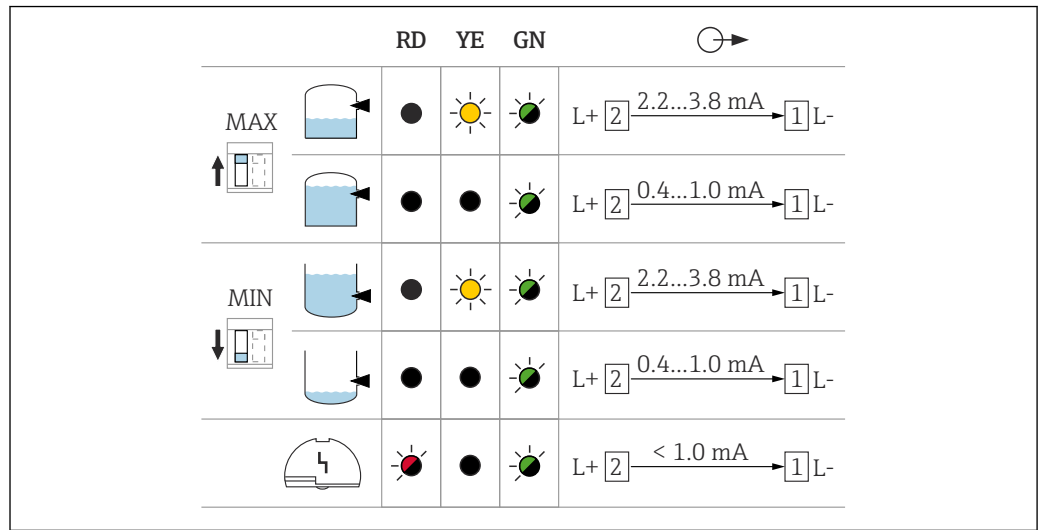 RD YE GN
MAX
L+ 2 2.2...3.8 mA 1 L-
L+ 2 0.4...1.0 mA 1 L-
MIN
L+ 2 2.2...3.8 mA 1 L-
L+ 2 0.4...1.0 mA 1 L-
L+ 2 < 1.0 mA 1 L-